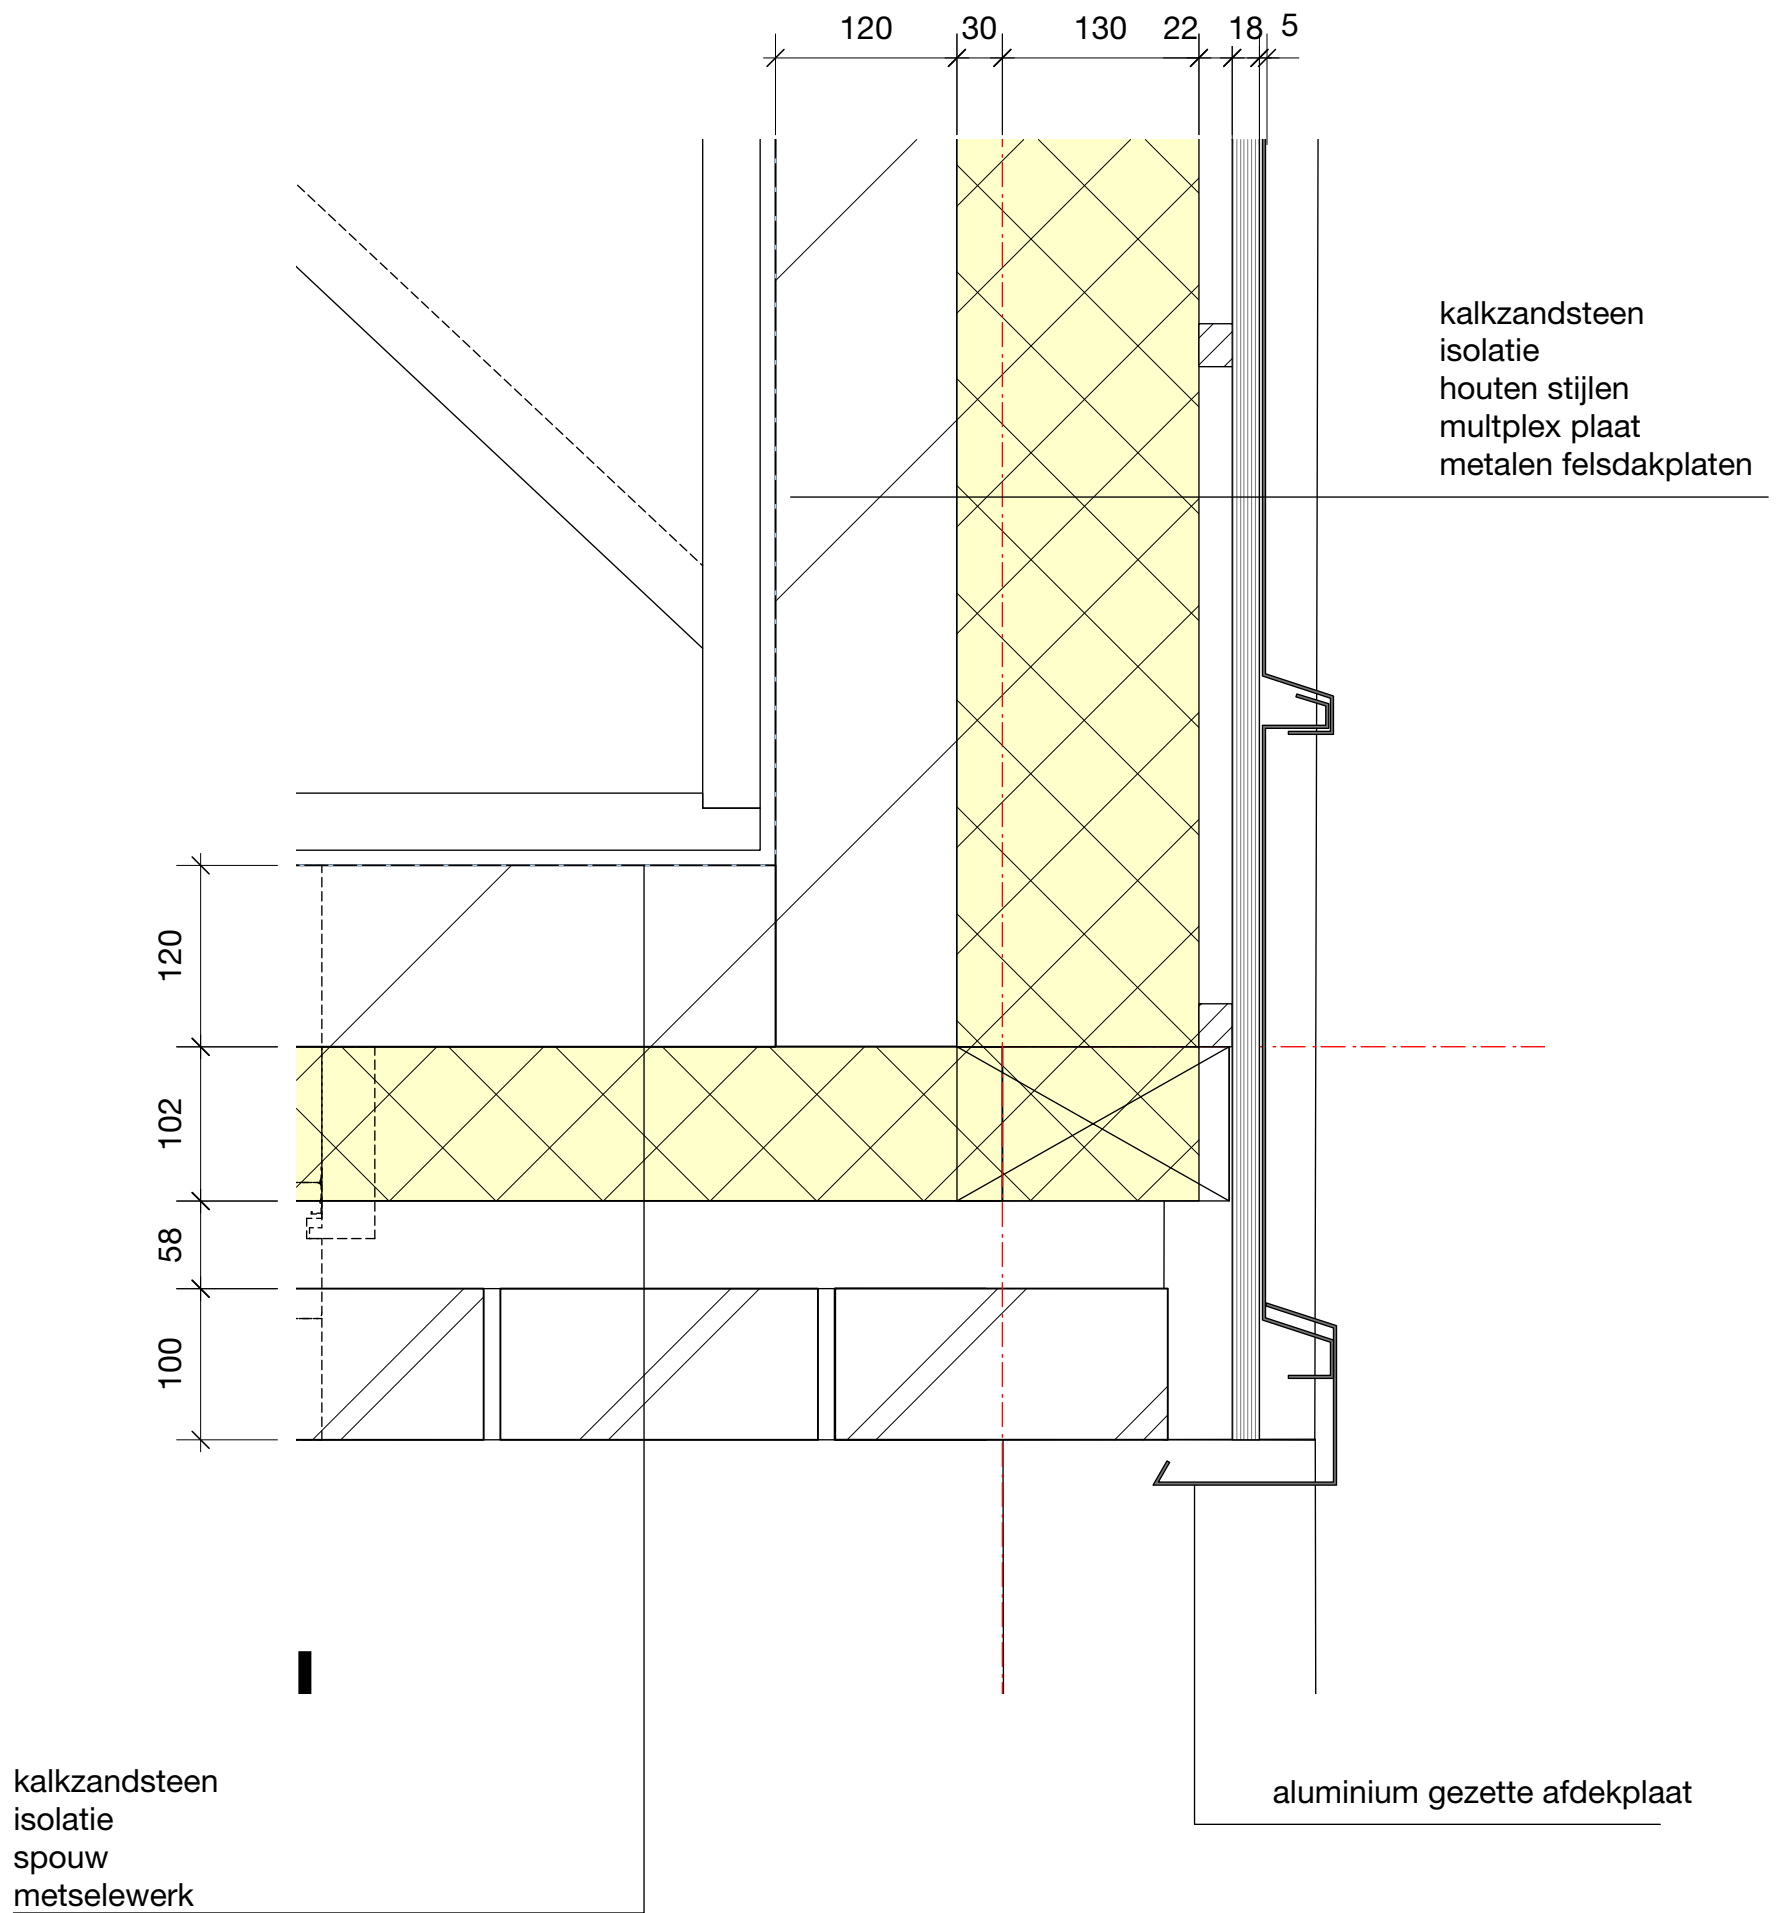 120 30 130 22 18 5
kalkzandsteen
isolatie
houten stijlen
multplex plaat
metalen felsdakplaten
120
102
58
100
kalkzandsteen
isolatie
spouw
metselewerk
aluminium gezette afdekplaat